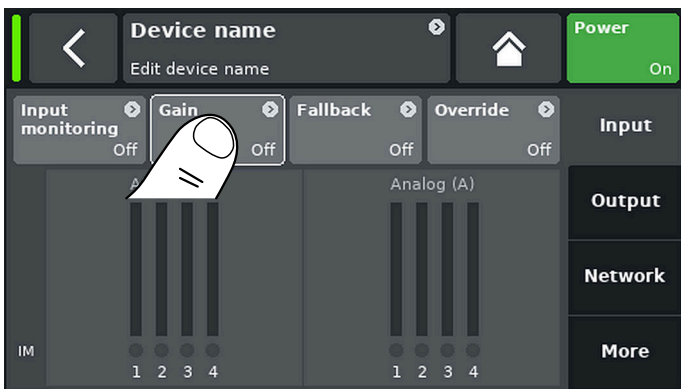 Device name
Edit device name
Power
On
Input monitoring
Off
Gain
Off
Fallback
Off
Override
Off
Input
Output
Network
More
Analog (A)
IM
1 2 3 4
1 2 3 4